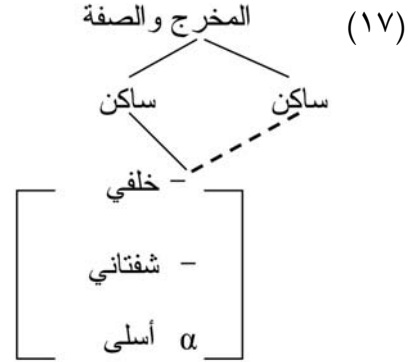 (١٧) المخرج والصفة
ساكن ساكن
– خلفي
– شفتاني
α أسلى